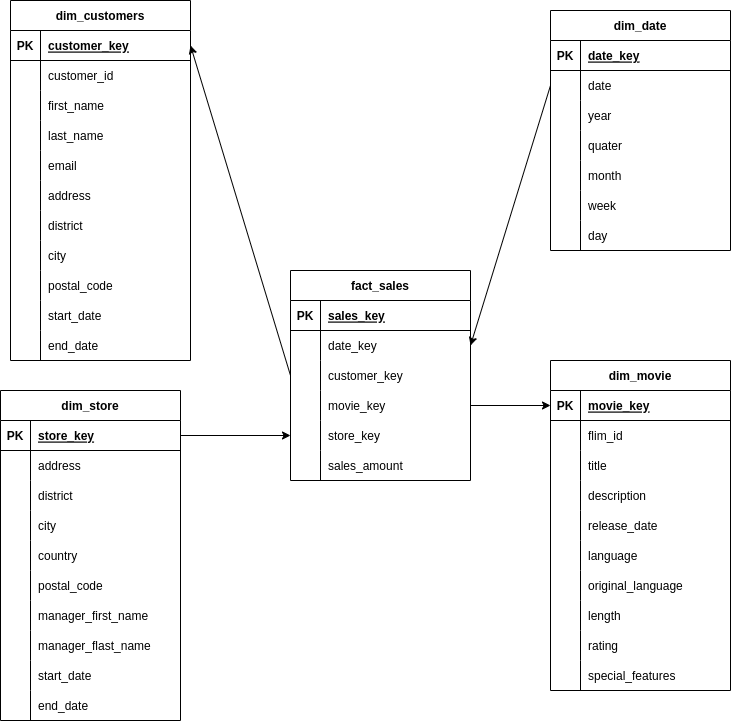 dim_customers
PK customer_key
customer_id
first_name
last_name
email
address
district
city
postal_code
start_date
end_date
dim_date
PK date_key
date
year
quater
month
week
day
fact_sales
PK sales_key
date_key
customer_key
movie_key
store_key
sales_amount
dim_store
PK store_key
address
district
city
country
postal_code
manager_first_name
manager_flast_name
start_date
end_date
dim_movie
PK movie_key
flim_id
title
description
release_date
language
original_language
length
rating
special_features